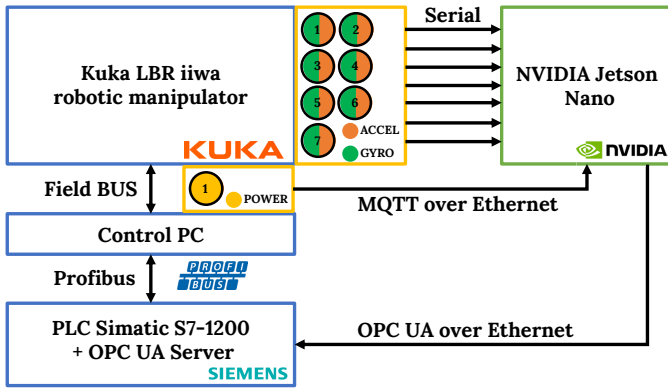 Kuka LBR iiwa
robotic manipulator
KUKA
1
2
3
4
5
6
7
ACCEL
GYRO
Serial
NVIDIA Jetson
Nano
NVIDIA
Field BUS
1
POWER
MQTT over Ethernet
Control PC
Profibus
PROFI
BUS
PLC Simatic S7-1200
+ OPC UA Server
SIEMENS
OPC UA over Ethernet